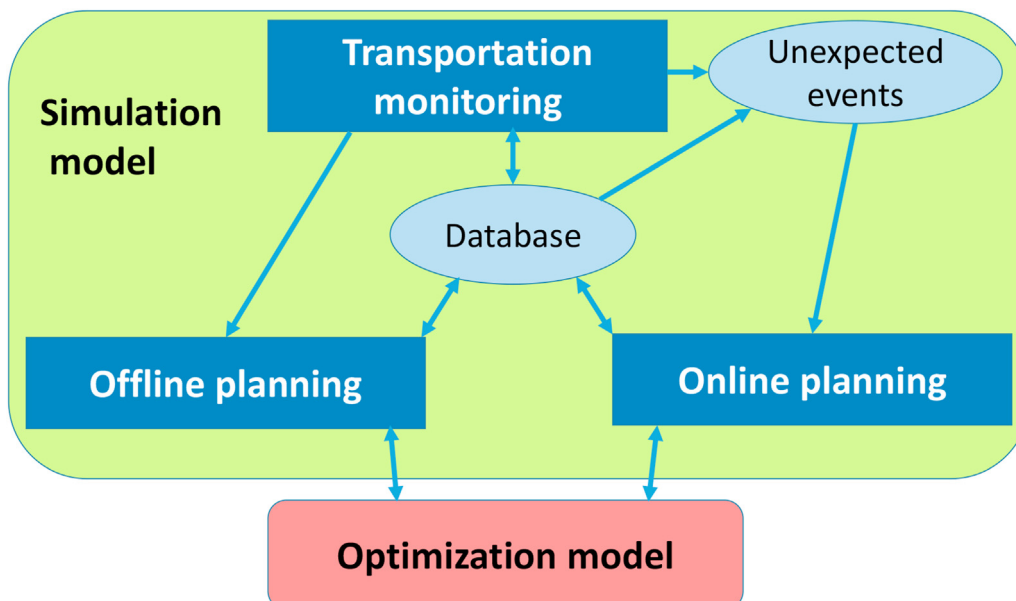 Transportation
monitoring
Unexpected
events
Simulation
model
Database
Offline planning
Online planning
Optimization model